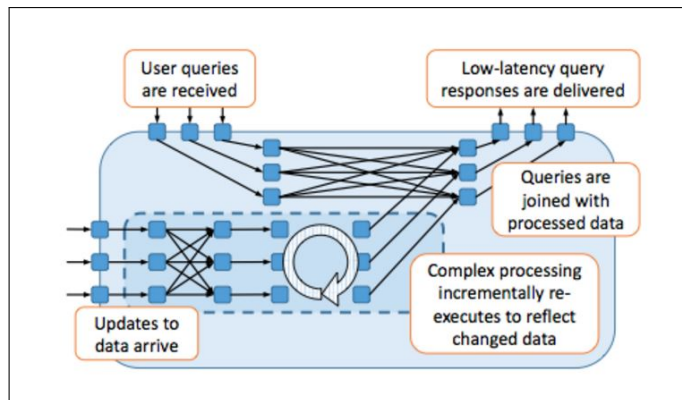 User queries
are received
Low-latency query
responses are delivered
Queries are
joined with
processed data
Complex processing
incrementally re-
executes to reflect
changed data
Updates to
data arrive